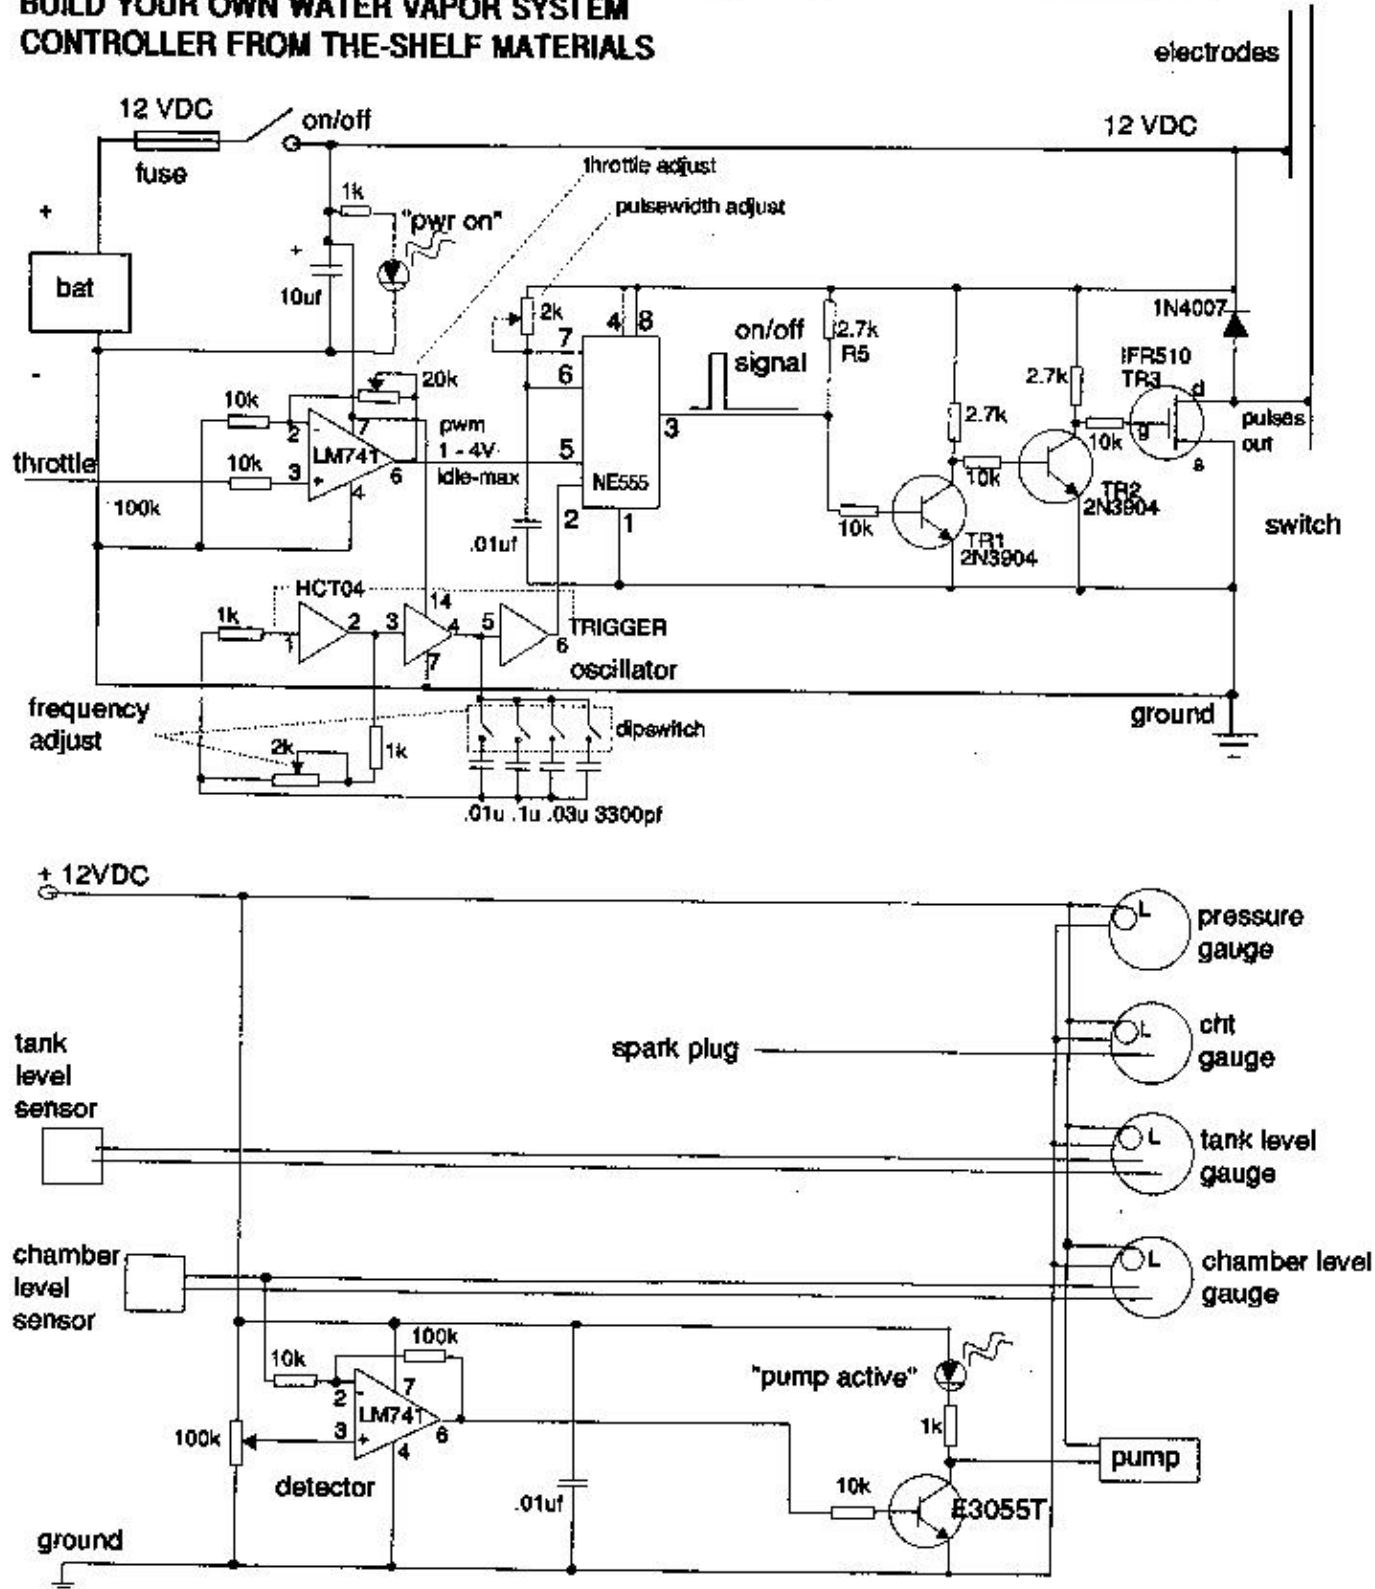 BUILD YOUR OWN WATER VAPOR SYSTEM
CONTROLLER FROM THE-SHELF MATERIALS
electrodes
12 VDC
on/off
12 VDC
fuse
throttle adjust
1k
"pwr on"
pulsewidth adjust
+
+
bat
10uf
2k
4 8
1N4007
7
on/off
signal
2.7k
R5
IFR510
TR3
-
20k
6
2.7k
d
10k
7
pwm
1 - 4V
idle-max
3
2.7k
g
10k
pulses
out
2
-
LM741
5
s
throttle
10k
3
+
6
NE555
10k
TR2
2N3904
100k
4
2
1
10k
switch
.01uf
TR1
2N3904
HCT04
14
1k
1
2
3
4
5
6
TRIGGER
7
oscillator
frequency
adjust
dipswitch
ground
2k
1k
.01u .1u .03u 3300pf
+ 12VDC
L
pressure
gauge
tank
level
sensor
spark plug
L
cht
gauge
L
tank level
gauge
chamber
level
sensor
L
chamber level
gauge
100k
10k
"pump active"
2
-
7
LM741
1k
100k
3
+
6
4
pump
detector
.01uf
10k
E3055T
ground